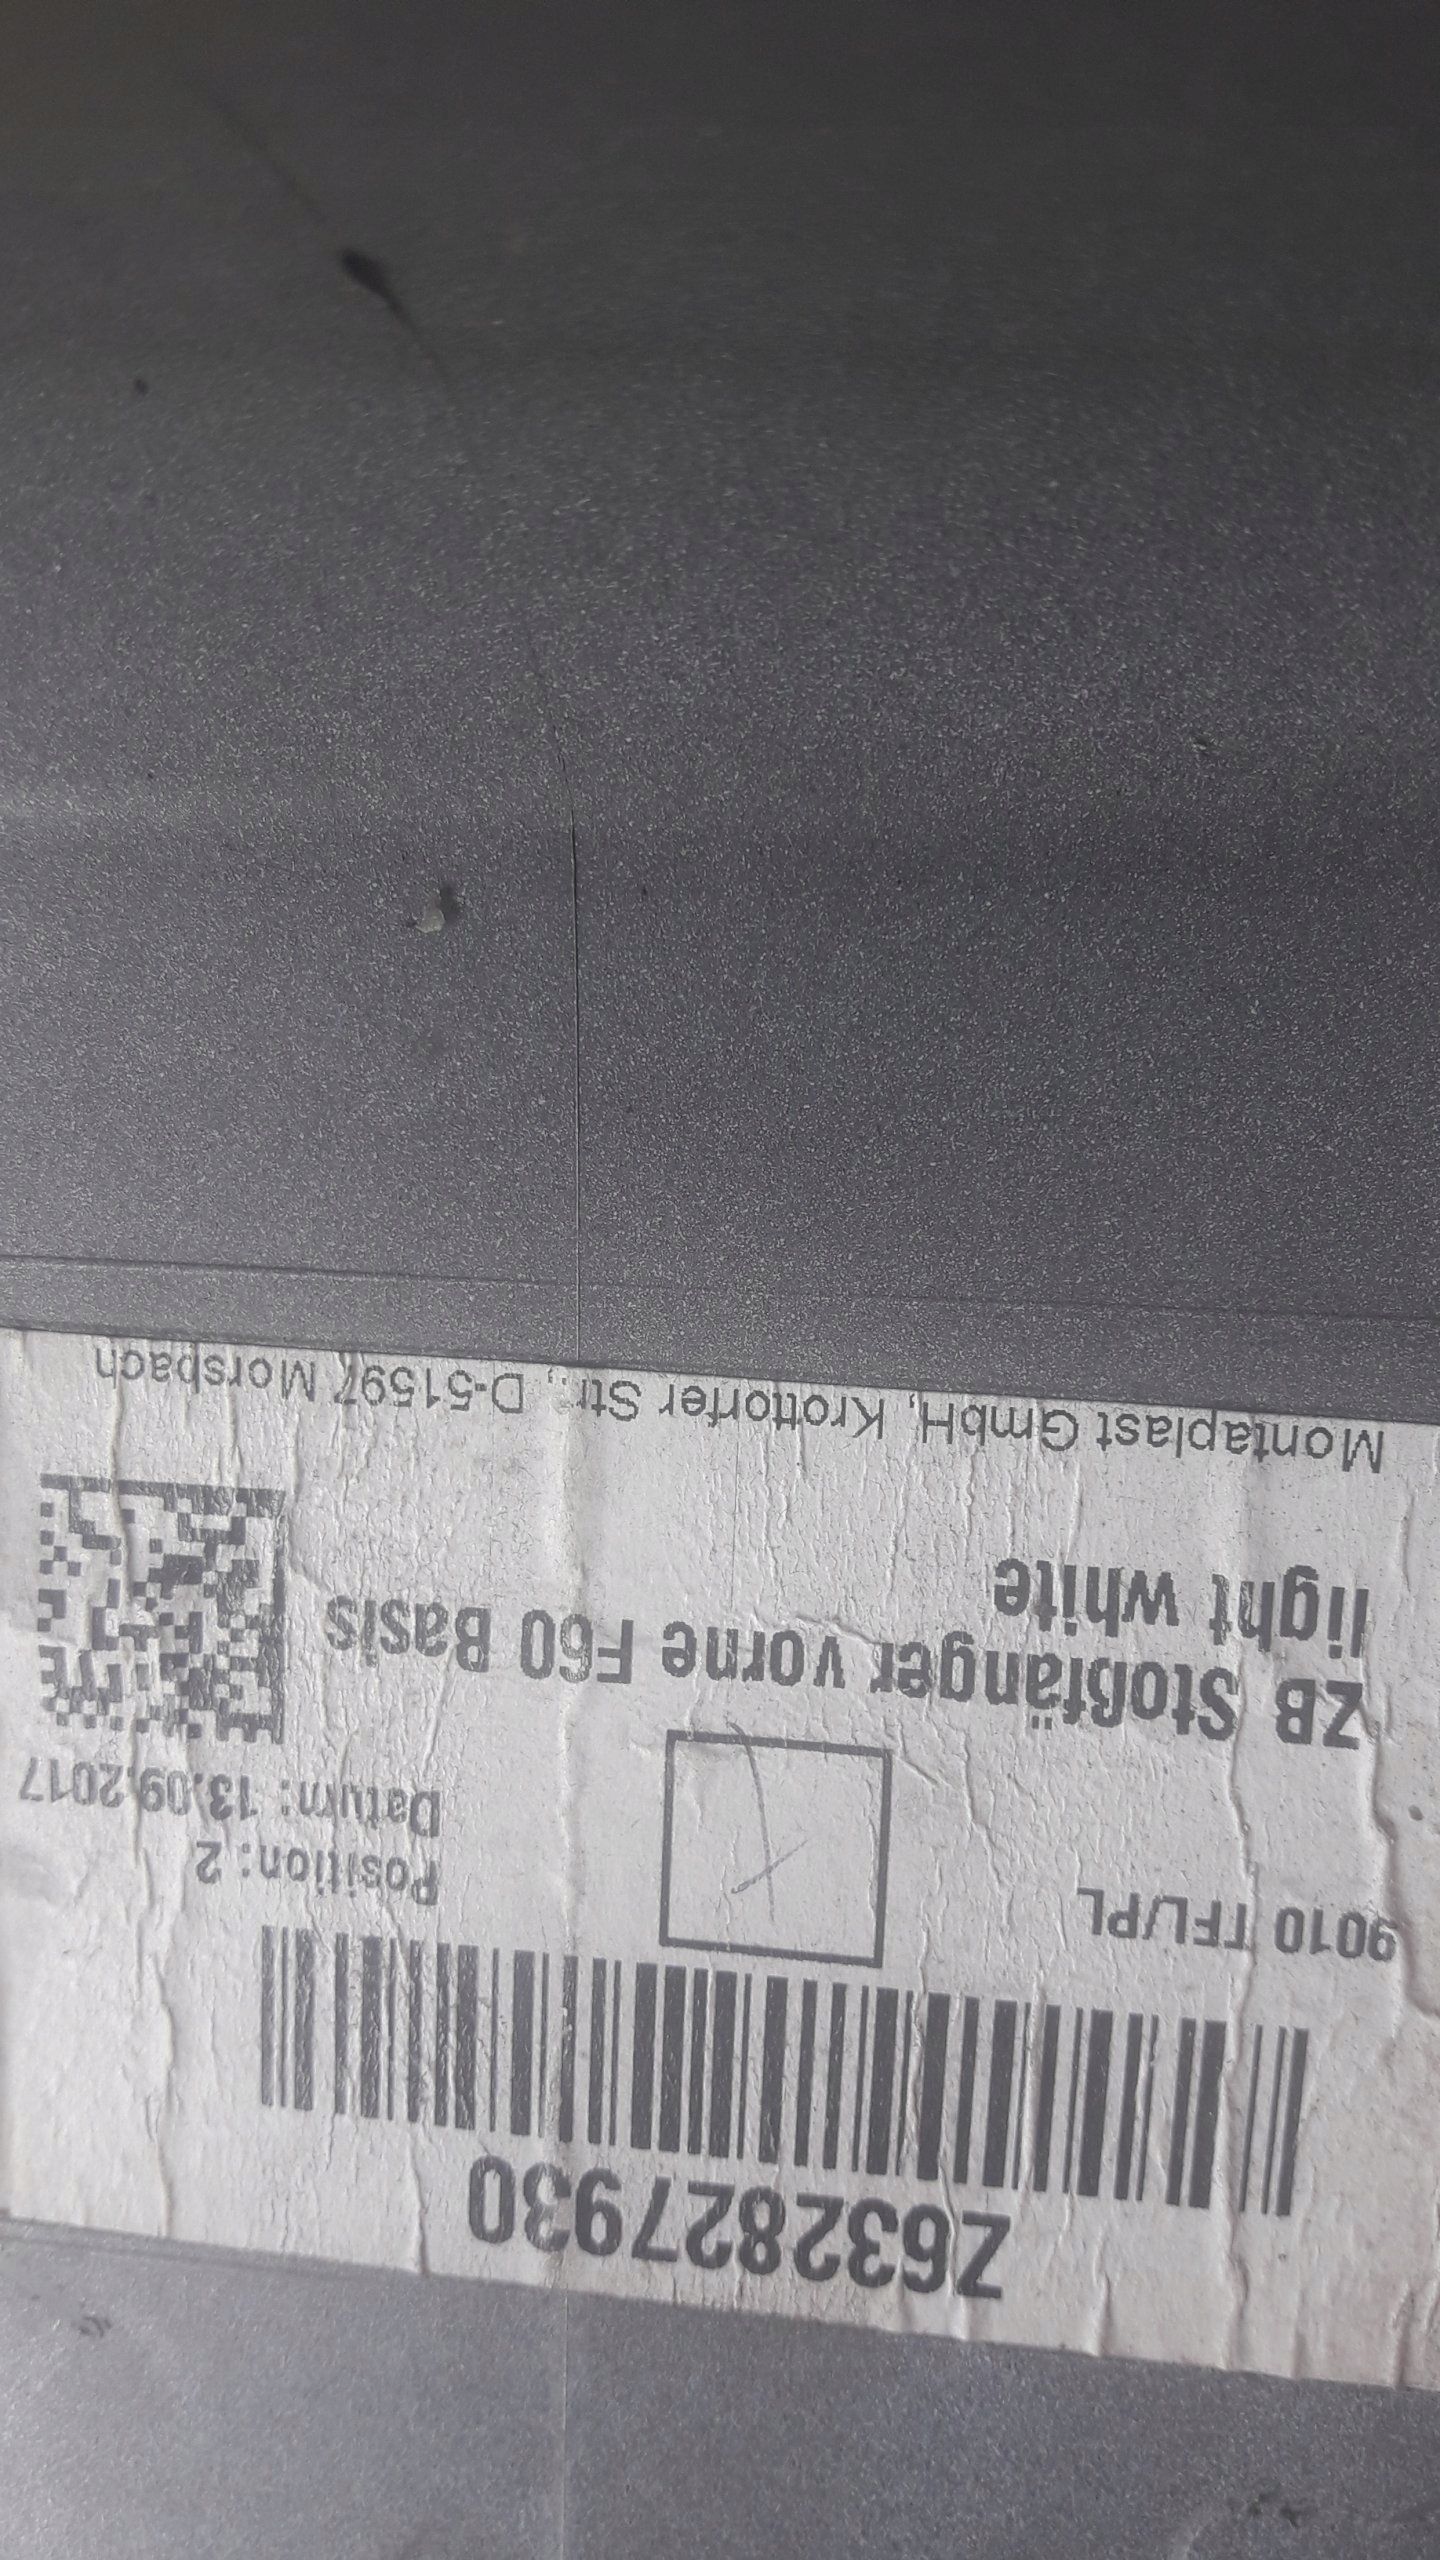 Z632827930
9010 TFL/PL
Position: 2
Datum: 13.09.2017
ZB Stoßfänger vorne F60 Basis
light white
Montaplast GmbH, Krottorfer Str., D-51597 Morsbach